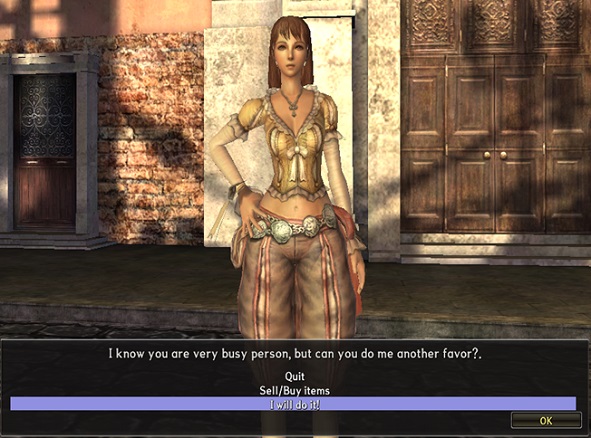 I know you are very busy person, but can you do me another favor?.
Quit
Sell/Buy items
I will do it!
OK